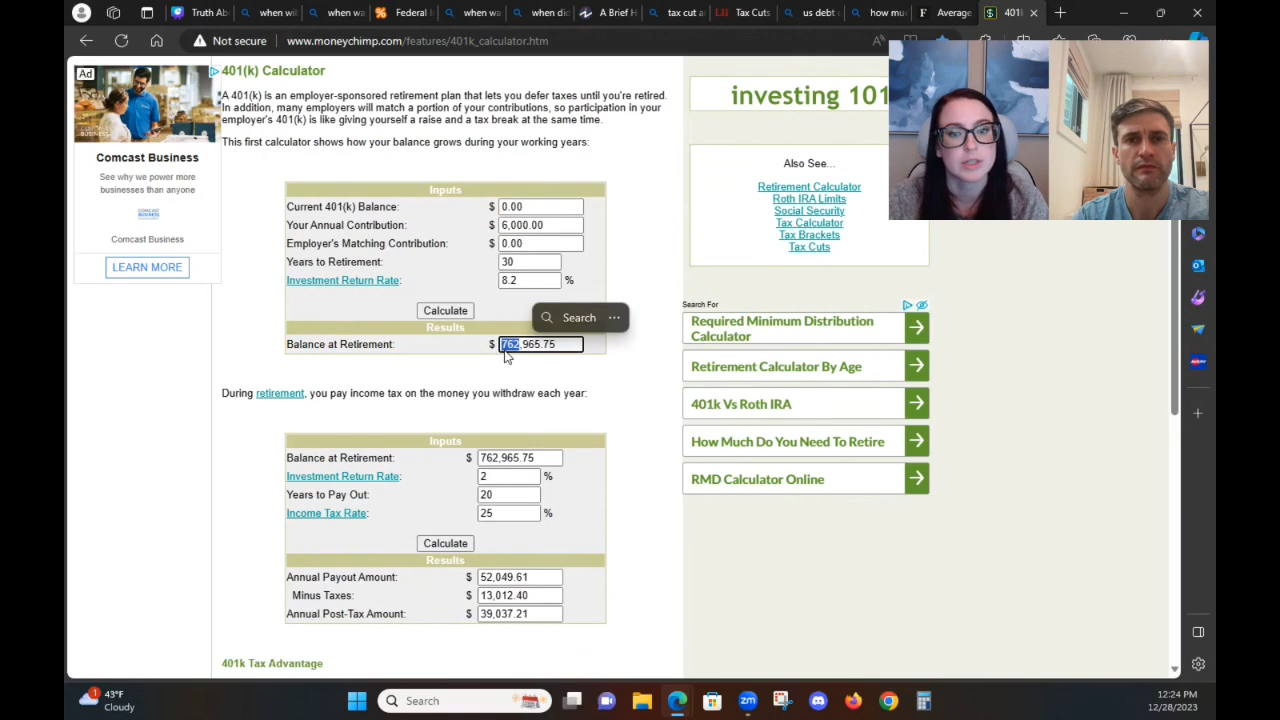 Truth Ab
when wil
when wa
Federal I
when wa
when dic
A Brief H
tax cut a
Tax Cuts
us debt c
how muc
Average
401l
Not secure
www.moneychimp.com/features/401k_calculator.htm
Ad
Comcast Business
See why we power more
businesses than anyone
COMCAST
BUSINESS
Comcast Business
LEARN MORE
401(k) Calculator
A 401(k) is an employer-sponsored retirement plan that lets you defer taxes until you're retired.
In addition, many employers will match a portion of your contributions, so participation in your
employer's 401(k) is like giving yourself a raise and a tax break at the same time.
This first calculator shows how your balance grows during your working years:
Inputs
Current 401(k) Balance: $ 0.00
Your Annual Contribution: $ 6,000.00
Employer's Matching Contribution: $ 0.00
Years to Retirement: 30
Investment Return Rate: 8.2 %
Calculate
Search
Results
Balance at Retirement: $ 762,965.75
During retirement, you pay income tax on the money you withdraw each year:
Inputs
Balance at Retirement: $ 762,965.75
Investment Return Rate: 2 %
Years to Pay Out: 20
Income Tax Rate: 25 %
Calculate
Results
Annual Payout Amount: $ 52,049.61
Minus Taxes: $ 13,012.40
Annual Post-Tax Amount: $ 39,037.21
401k Tax Advantage
investing 101
Also See...
Retirement Calculator
Roth IRA Limits
Social Security
Tax Calculator
Tax Brackets
Tax Cuts
Search For
Required Minimum Distribution
Calculator
Retirement Calculator By Age
401k Vs Roth IRA
How Much Do You Need To Retire
RMD Calculator Online
1
43°F
Cloudy
Search
zm
12:24 PM
12/28/2023